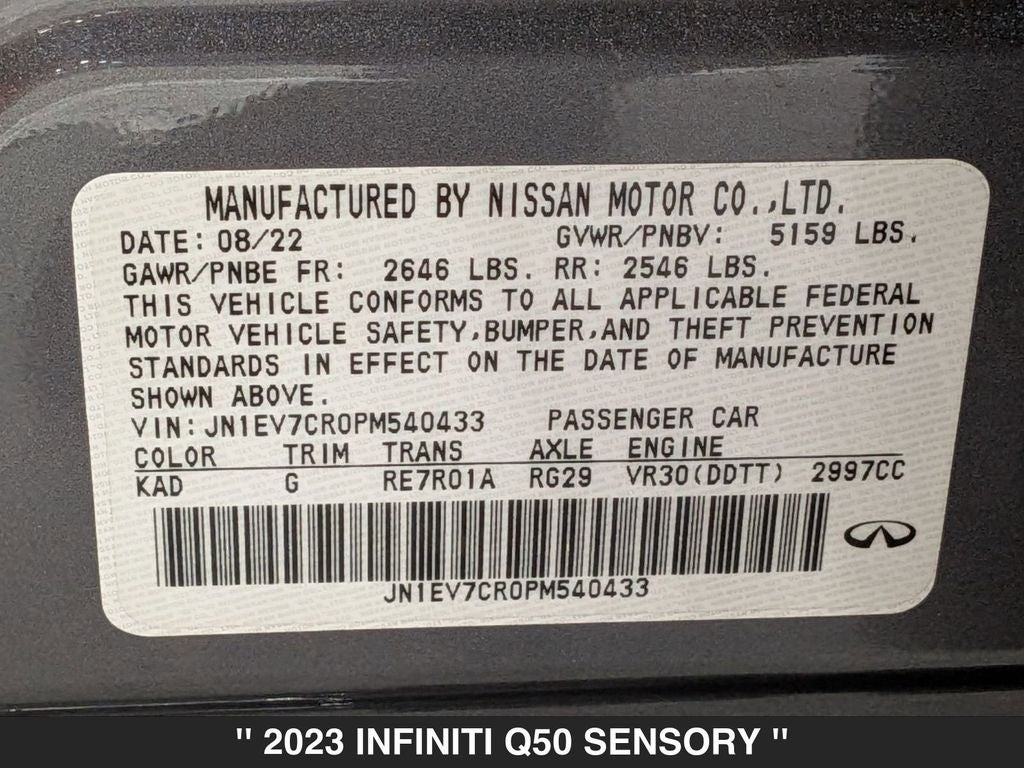 MANUFACTURED BY NISSAN MOTOR CO.,LTD.
DATE: 08/22 GVWR/PNBV: 5159 LBS.
GAWR/PNBE FR: 2646 LBS. RR: 2546 LBS.
THIS VEHICLE CONFORMS TO ALL APPLICABLE FEDERAL
MOTOR VEHICLE SAFETY,BUMPER,AND THEFT PREVENTION
STANDARDS IN EFFECT ON THE DATE OF MANUFACTURE
SHOWN ABOVE.
VIN:JN1EV7CR0PM540433 PASSENGER CAR
COLOR TRIM TRANS AXLE ENGINE
KAD G RE7R01A RG29 VR30(DDTT) 2997CC
JN1EV7CR0PM540433
" 2023 INFINITI Q50 SENSORY "